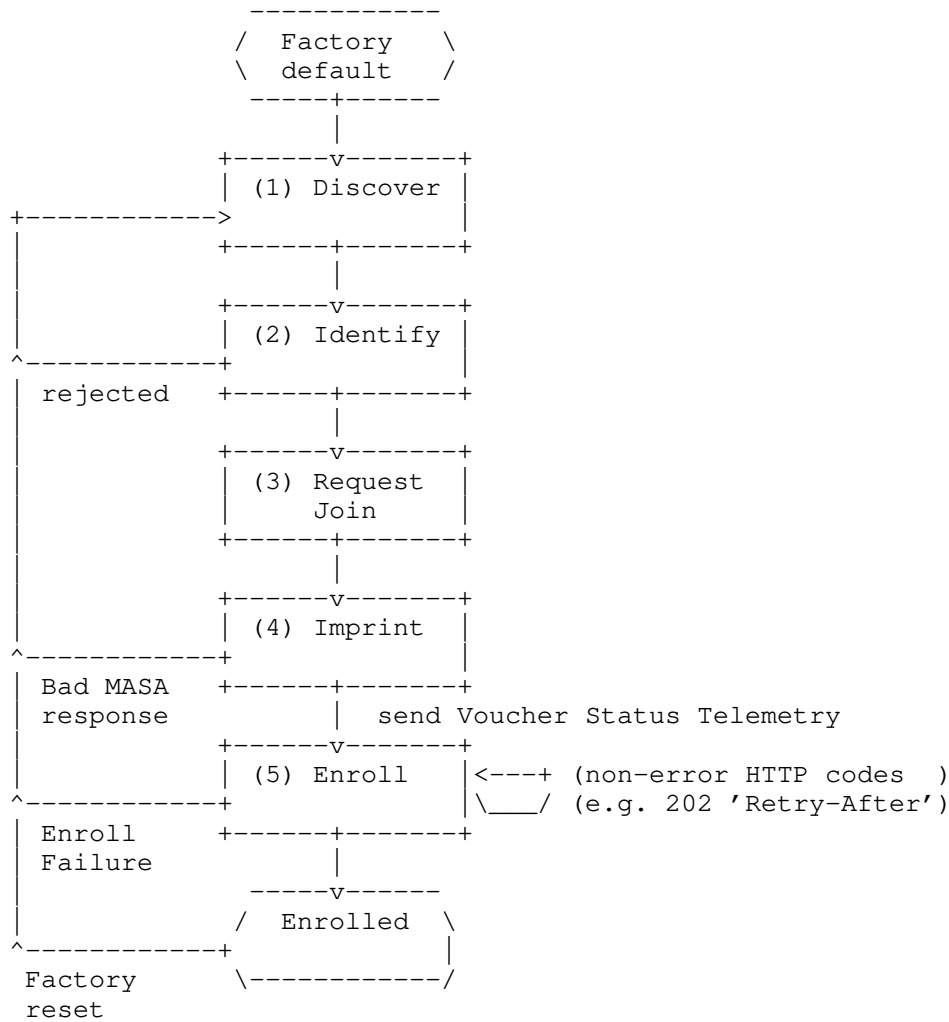 Factory
default
(1) Discover
(2) Identify
rejected
(3) Request
Join
(4) Imprint
Bad MASA
response
send Voucher Status Telemetry
(5) Enroll
(non-error HTTP codes )
(e.g. 202 'Retry-After')
Enroll
Failure
Enrolled
Factory
reset